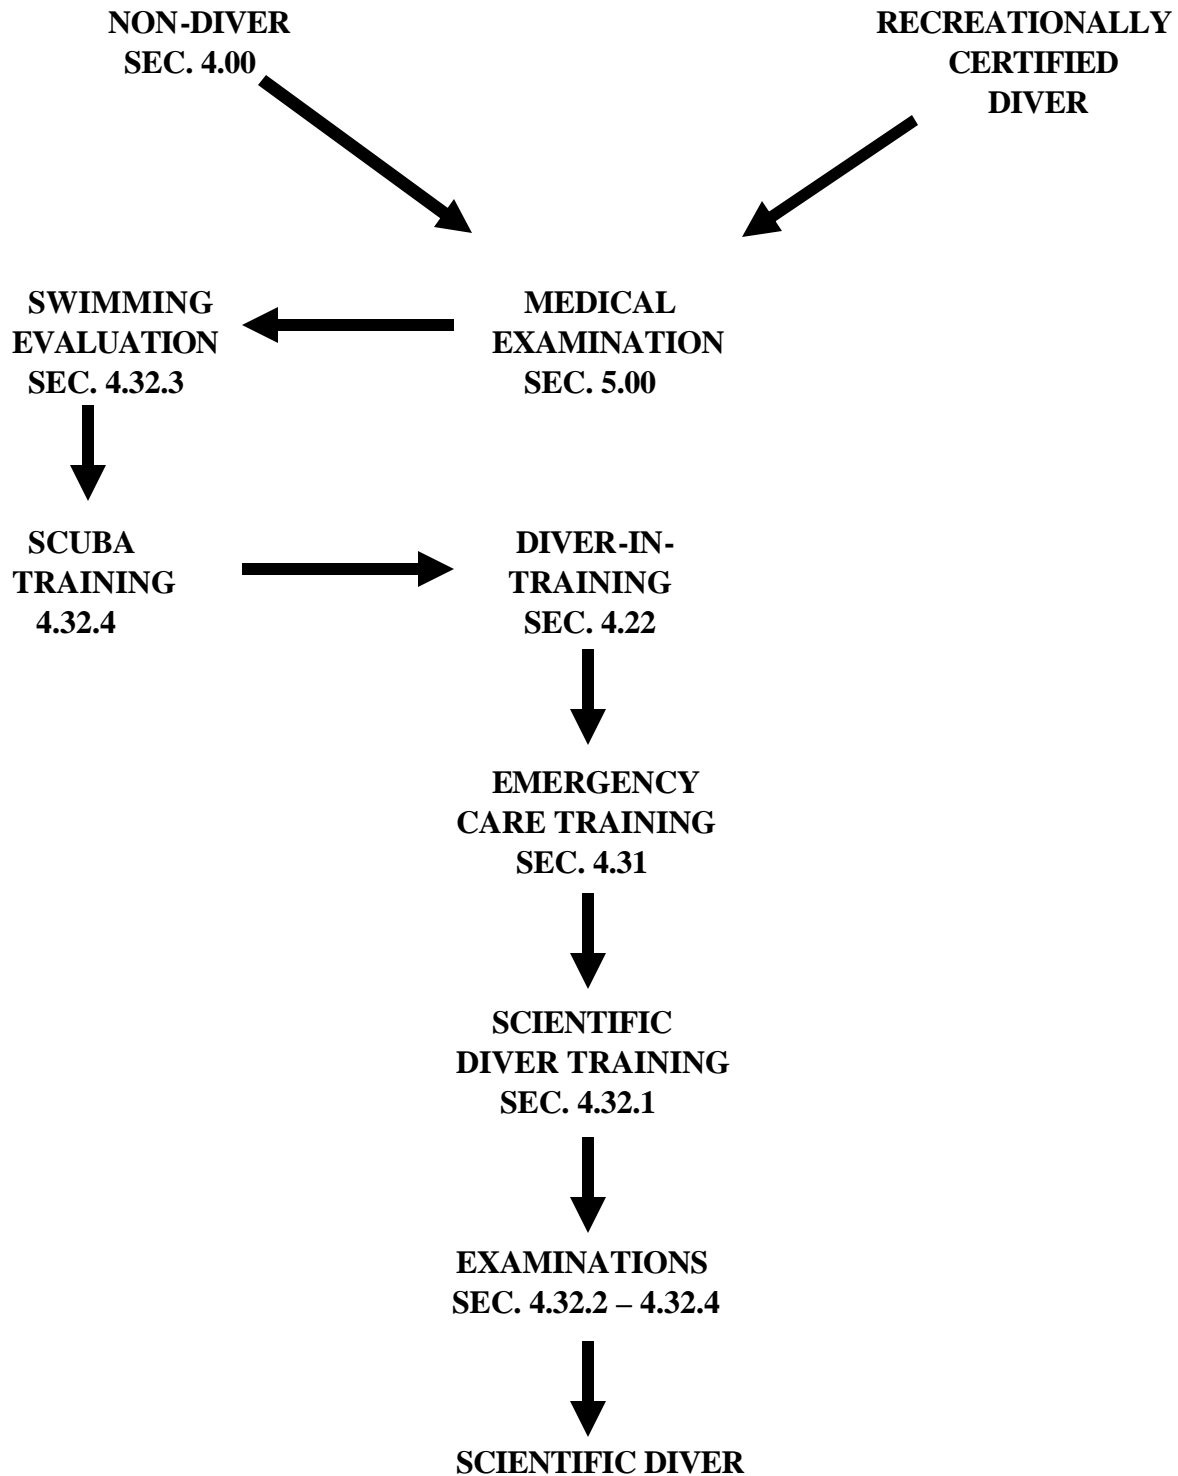 NON-DIVER
SEC. 4.00
RECREATIONALLY
CERTIFIED
DIVER
SWIMMING
EVALUATION
SEC. 4.32.3
MEDICAL
EXAMINATION
SEC. 5.00
SCUBA
TRAINING
4.32.4
DIVER-IN-
TRAINING
SEC. 4.22
EMERGENCY
CARE TRAINING
SEC. 4.31
SCIENTIFIC
DIVER TRAINING
SEC. 4.32.1
EXAMINATIONS
SEC. 4.32.2 – 4.32.4
SCIENTIFIC DIVER